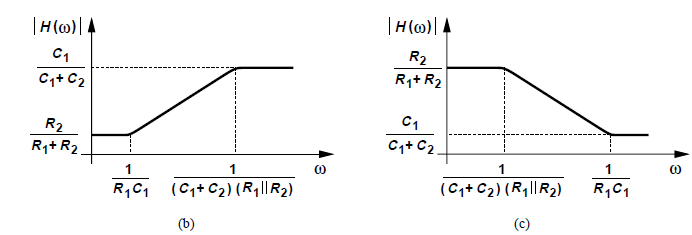 |H(ω)|
C1
C1+ C2
R2
R1+ R2
1
R1C1
1
(C1+ C2) (R1||R2)
ω
(b)
|H(ω)|
R2
R1+ R2
C1
C1+ C2
1
(C1+ C2) (R1||R2)
1
R1C1
ω
(c)